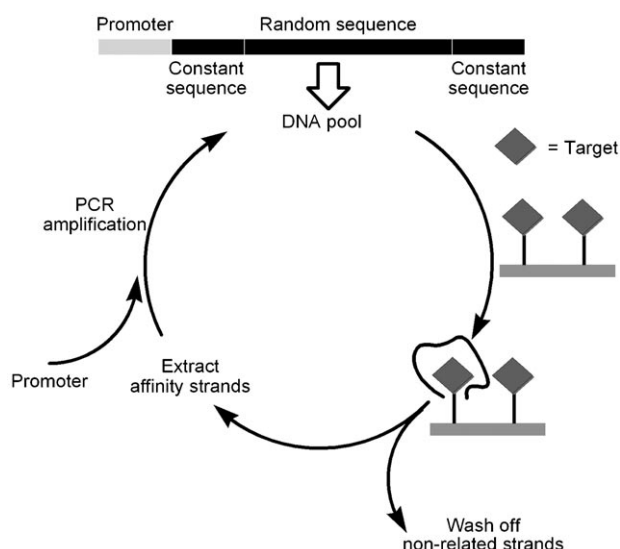 Promoter
Random sequence
Constant
sequence
Constant
sequence
DNA pool
= Target
PCR
amplification
Promoter
Extract
affinity strands
Wash off
non-related strands